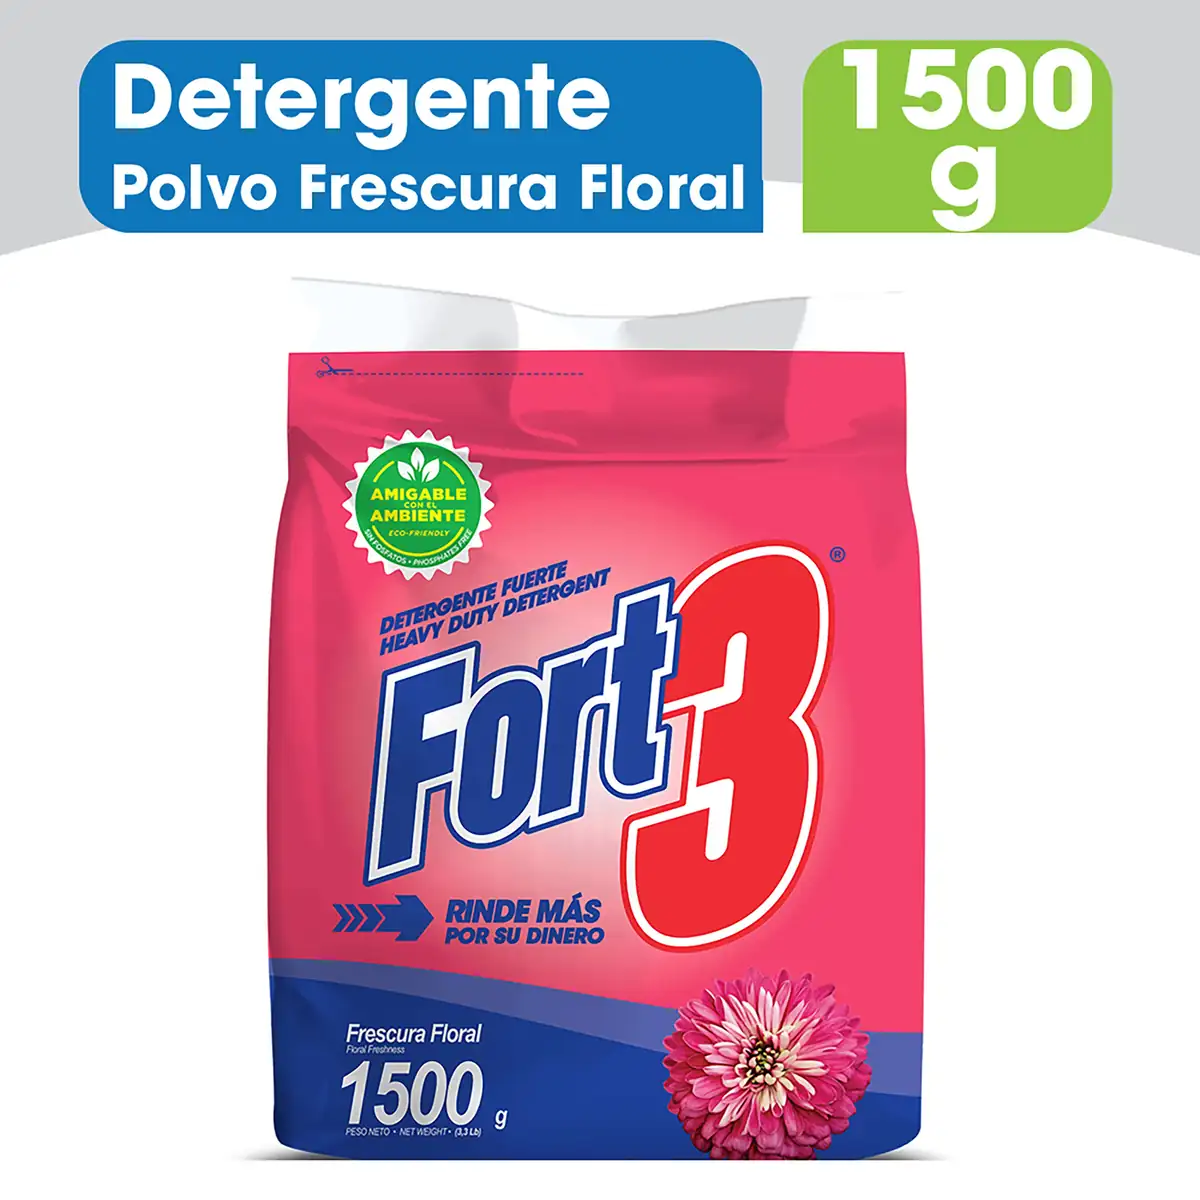 Detergente
Polvo Frescura Floral
1500
g
AMIGABLE
CON EL
AMBIENTE
ECO-FRIENDLY
SIN FOSFATOS • PHOSPHATES FREE
DETERGENTE FUERTE
HEAVY DUTY DETERGENT
Fort3®
RINDE MÁS
POR SU DINERO
Frescura Floral
Floral Freshness
1500 g
PESO NETO • NET WEIGHT • (3,3 Lb)